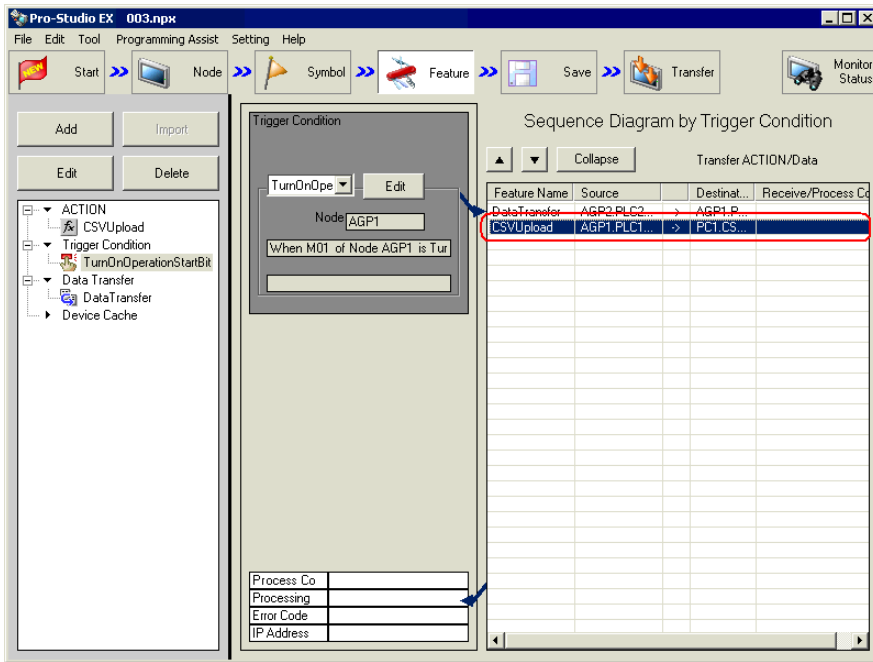 Pro-Studio EX 003.npx
File Edit Tool Programming Assist Setting Help
NEW Start >> Node >> Symbol >> Feature >> Save >> Transfer Monitor Status
Add Import
Edit Delete
ACTION
fx CSVUpload
Trigger Condition
TurnOnOperationStartBit
Data Transfer
DataTransfer
Device Cache
Trigger Condition
TurnOnOpe Edit
Node AGP1
When M01 of Node AGP1 is Tur
Process Co
Processing
Error Code
IP Address
Sequence Diagram by Trigger Condition
Collapse Transfer ACTION/Data
Feature Name Source Destinat... Receive/Process Co
DataTransfer AGP2.PLC2... -> AGP1.P...
CSVUpload AGP1.PLC1... -> PC1.CS...